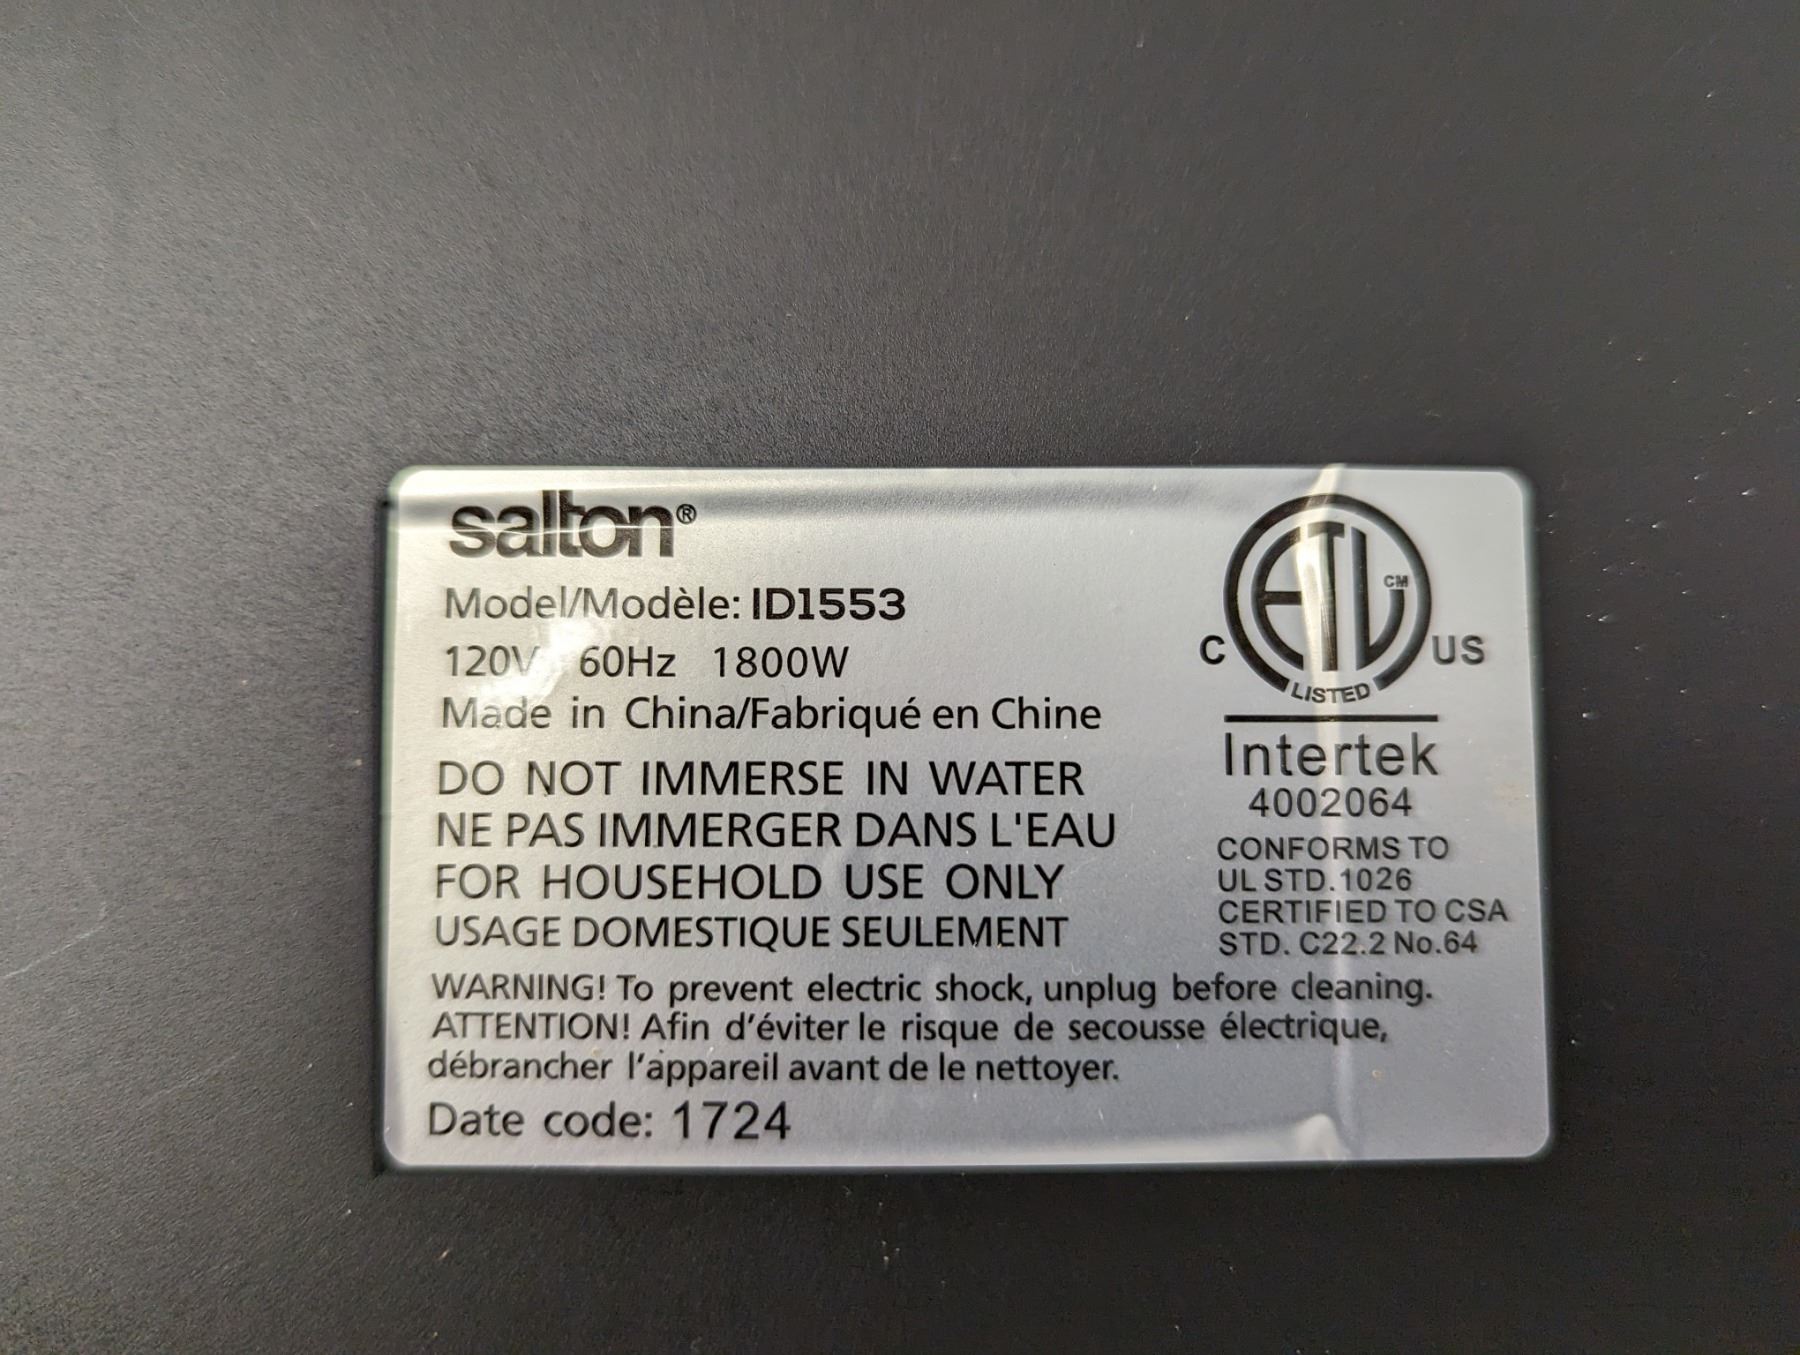 salton®
Model/Modèle: ID1553
120V 60Hz 1800W
Made in China/Fabriqué en Chine
DO NOT IMMERSE IN WATER
NE PAS IMMERGER DANS L'EAU
FOR HOUSEHOLD USE ONLY
USAGE DOMESTIQUE SEULEMENT
ETL CM
C US
LISTED
Intertek
4002064
CONFORMS TO
UL STD.1026
CERTIFIED TO CSA
STD. C22.2 No.64
WARNING! To prevent electric shock, unplug before cleaning.
ATTENTION! Afin d’éviter le risque de secousse électrique,
débrancher l’appareil avant de le nettoyer.
Date code: 1724